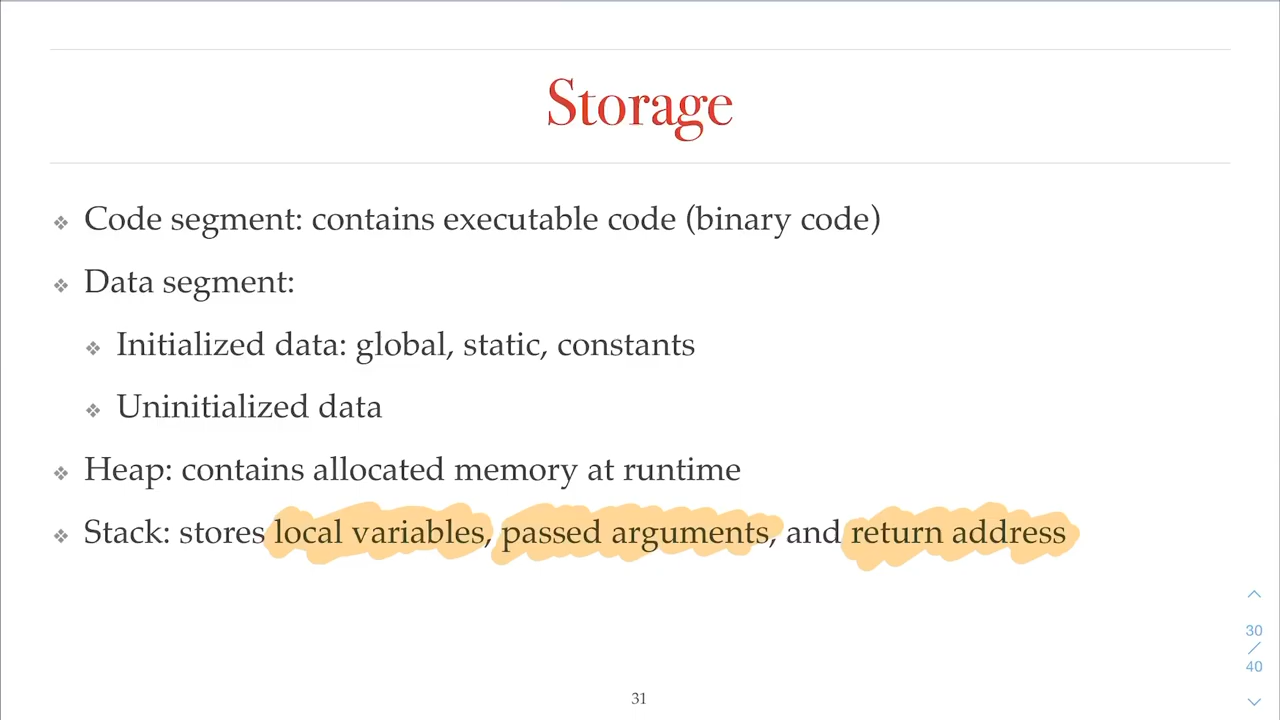 Storage
❖ Code segment: contains executable code (binary code)
❖ Data segment:
❖ Initialized data: global, static, constants
❖ Uninitialized data
❖ Heap: contains allocated memory at runtime
❖ Stack: stores local variables, passed arguments, and return address
30
/
40
31